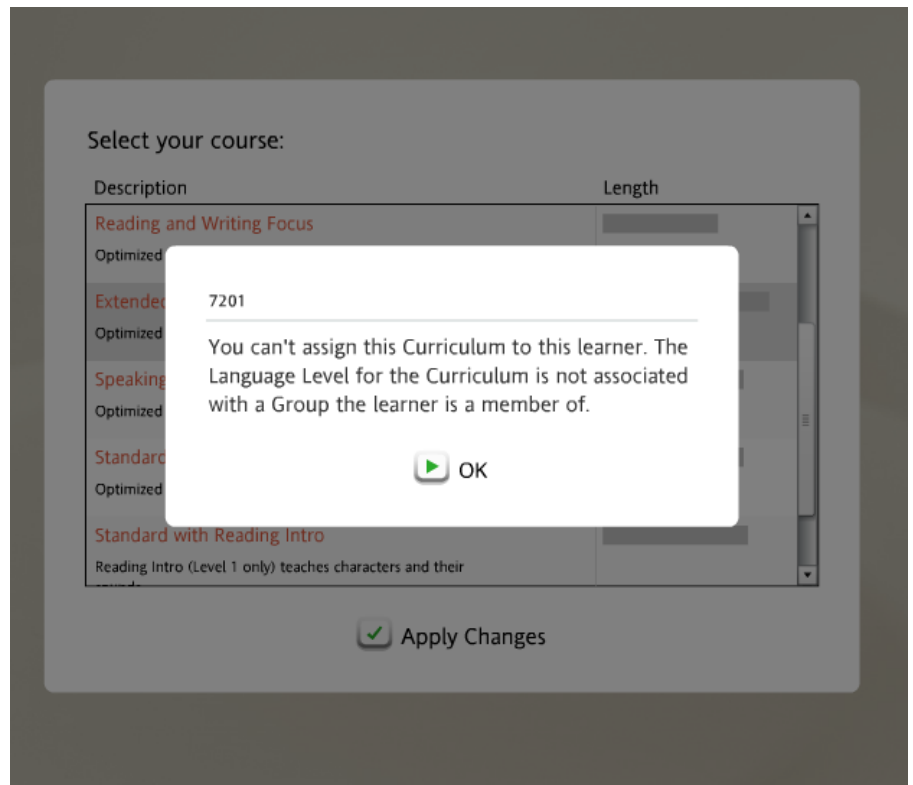 Select your course:
Description Length
Reading and Writing Focus
Optimized
7201
Extended
Optimized
You can't assign this Curriculum to this learner. The
Language Level for the Curriculum is not associated
with a Group the learner is a member of.
Speaking
Optimized
OK
Standard
Optimized
Standard with Reading Intro
Reading Intro (Level 1 only) teaches characters and their
Apply Changes